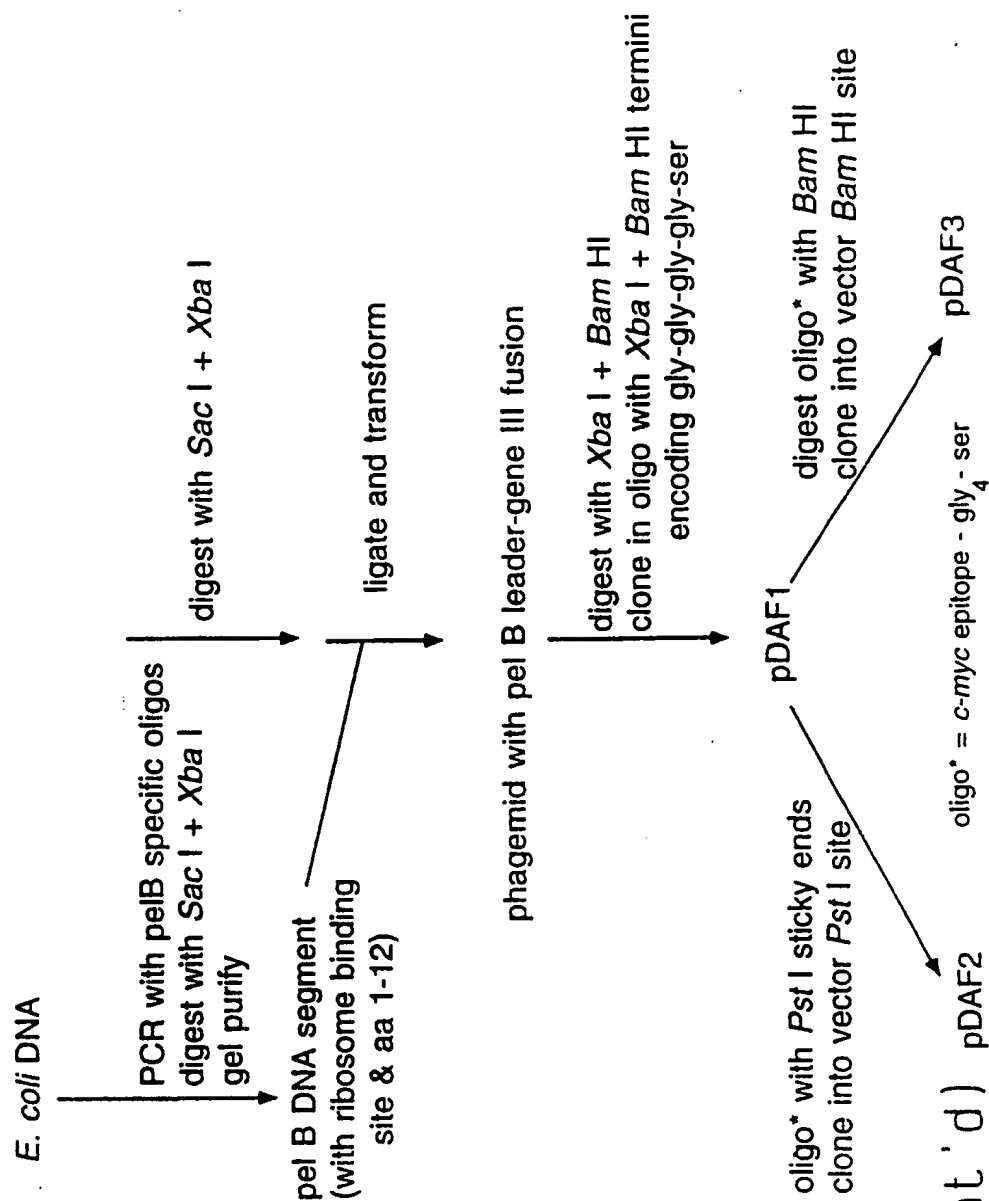 E. coli DNA
PCR with pelB specific oligos
digest with Sac I + Xba I
gel purify
digest with Sac I + Xba I
pel B DNA segment
(with ribosome binding
site & aa 1-12)
ligate and transform
phagemid with pel B leader-gene III fusion
digest with Xba I + Bam HI
clone in oligo with Xba I + Bam HI termini
encoding gly-gly-gly-gly-ser
pDAF1
oligo* with Pst I sticky ends
clone into vector Pst I site
digest oligo* with Bam HI
clone into vector Bam HI site
pDAF2
pDAF3
oligo* = c-myc epitope - gly4 - ser
nt'd)